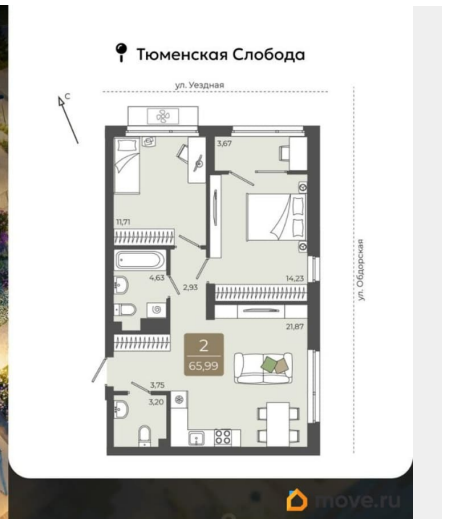 Тюменская Слобода
ул. Уездная
С
3,67
11,71
4,63
2,93
14,23
ул. Обдорская
21,87
2
65,99
3,75
3,20
move.ru